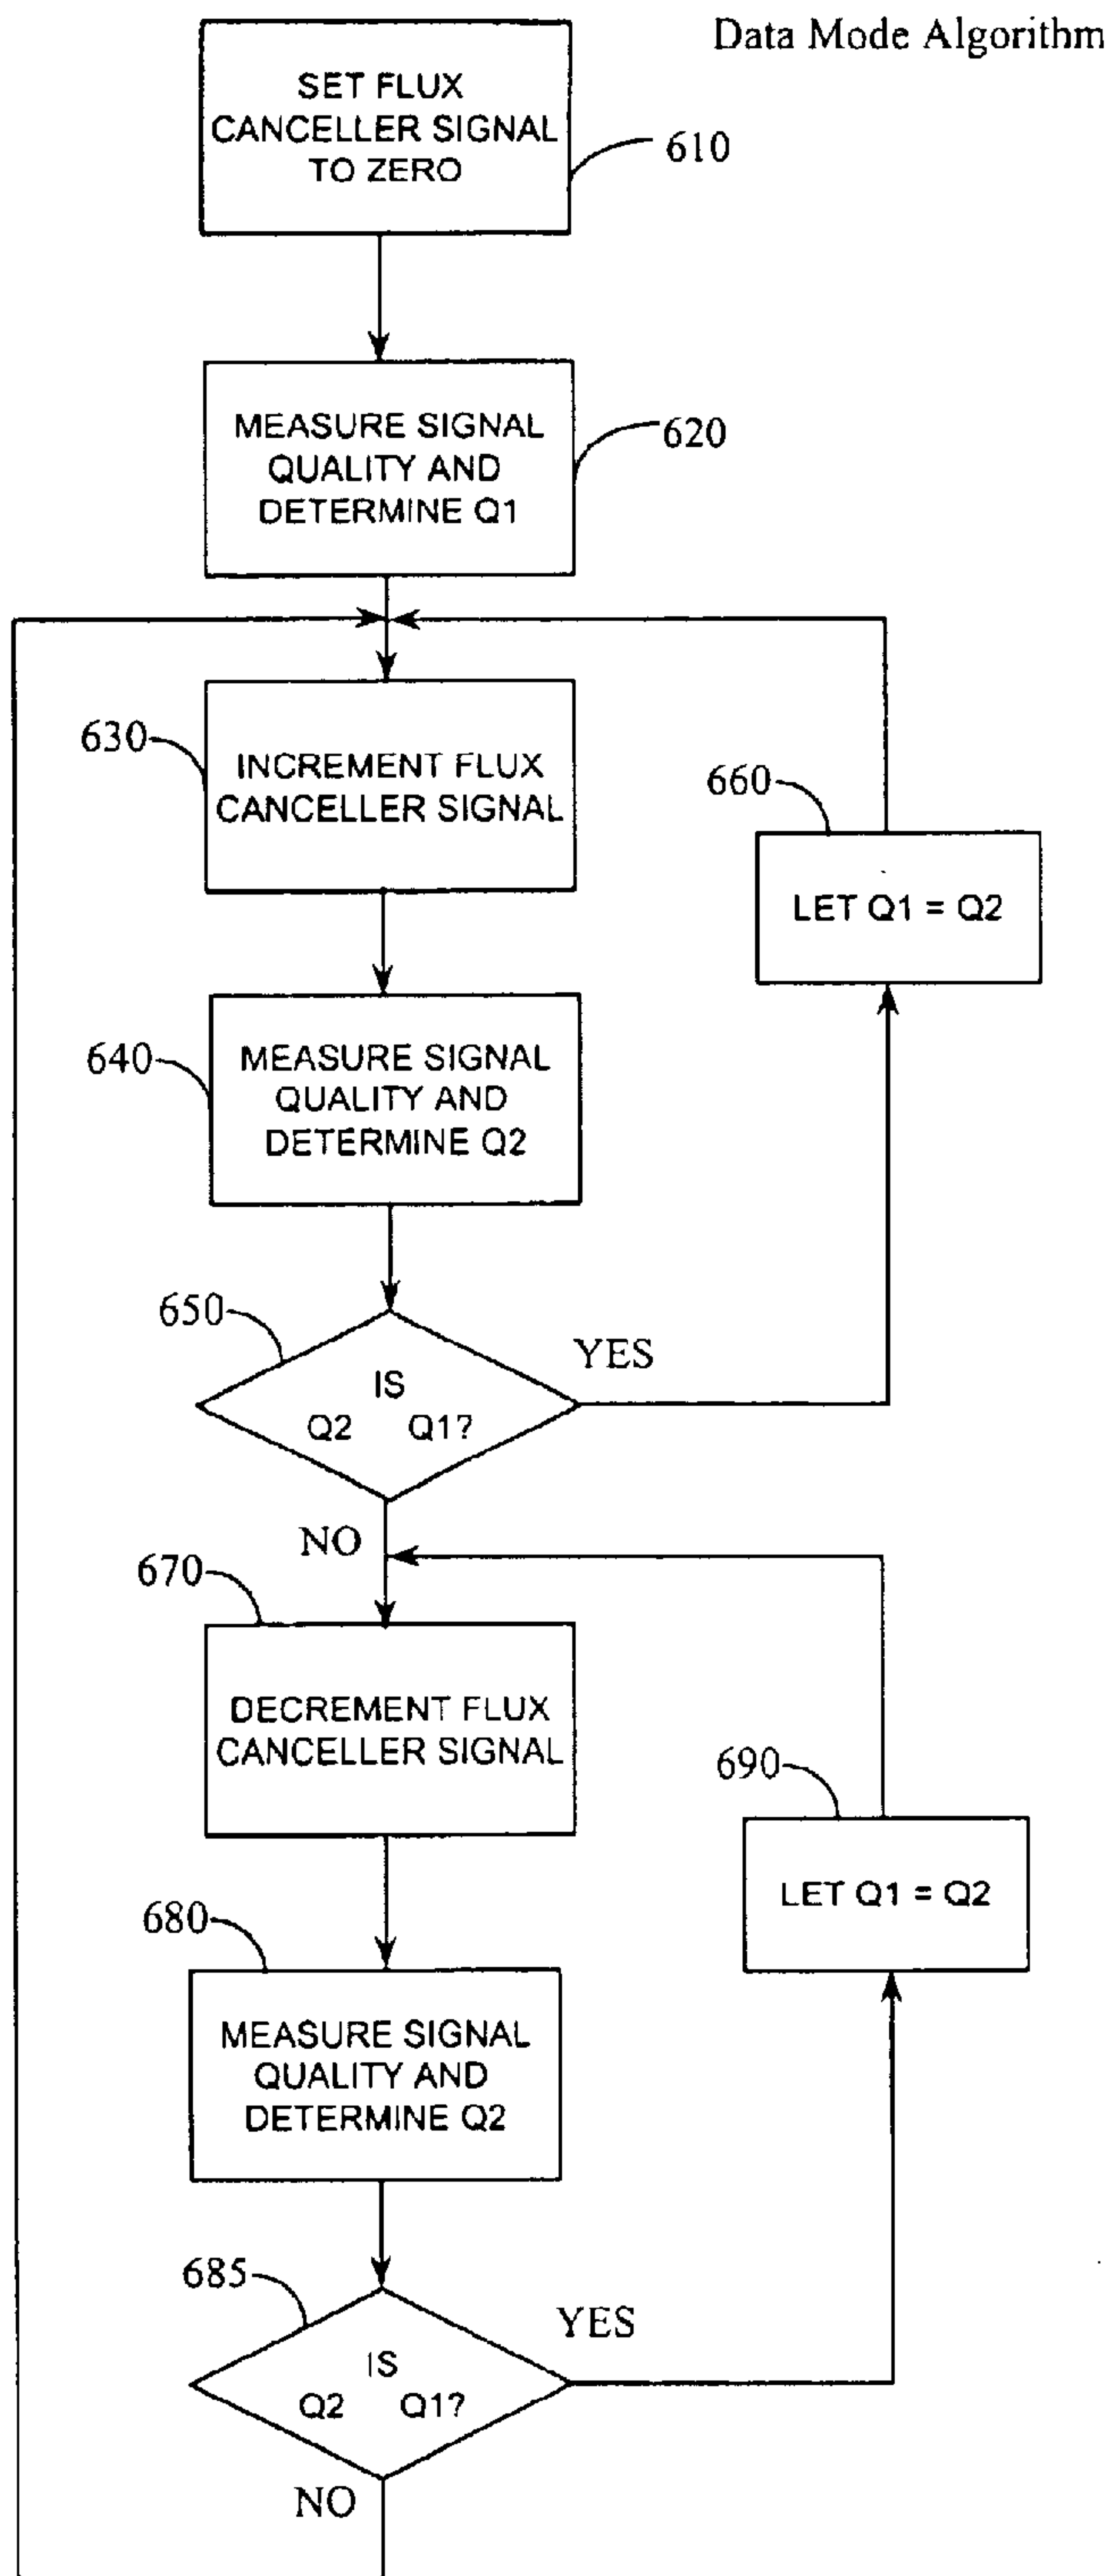 Data Mode Algorithm
SET FLUX
CANCELLER SIGNAL
TO ZERO
610
MEASURE SIGNAL
QUALITY AND
DETERMINE Q1
620
630
INCREMENT FLUX
CANCELLER SIGNAL
660
LET Q1 = Q2
640
MEASURE SIGNAL
QUALITY AND
DETERMINE Q2
650
YES
IS
Q2 Q1?
NO
670
DECREMENT FLUX
CANCELLER SIGNAL
690
LET Q1 = Q2
680
MEASURE SIGNAL
QUALITY AND
DETERMINE Q2
685
YES
IS
Q2 Q1?
NO